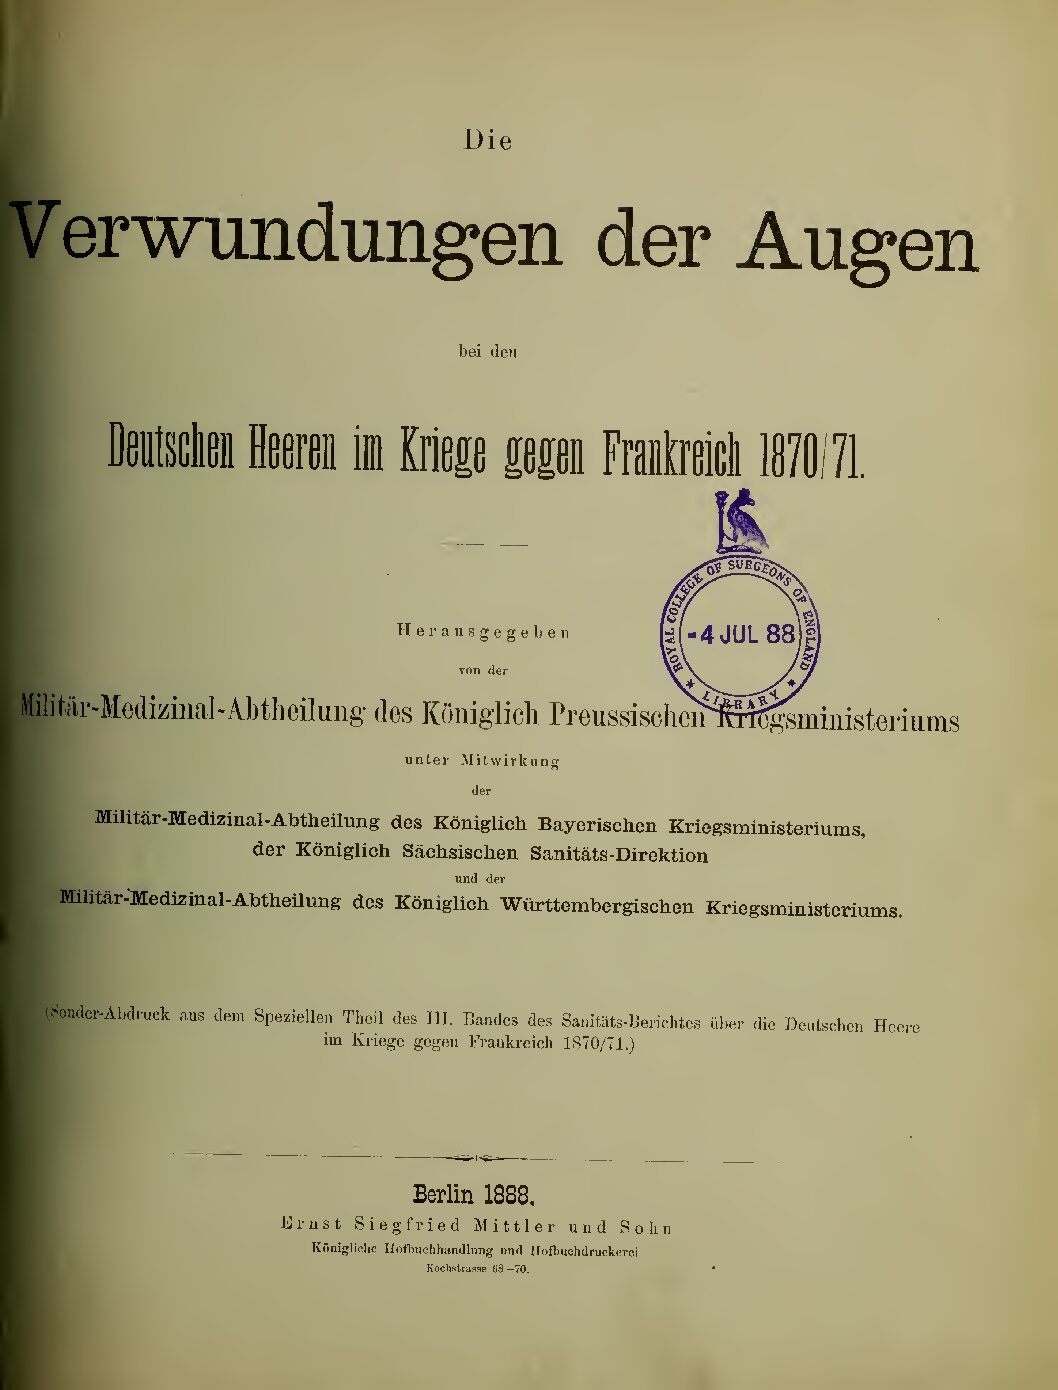 Die
Verwundungen der Augen
bei den
Deutschen Heeren im Kriege gegen Frankreich 1870/71.
ROYAL COLLEGE OF SURGEONS OF ENGLAND
-4 JUL 88
★ LIBRARY ★
Herausgegeben
von der
Militär-Medizinal-Abtheilung des Königlich Preussischen Kriegsministeriums
unter Mitwirkung
der
Militär-Medizinal-Abtheilung des Königlich Bayerischen Kriegsministeriums,
der Königlich Sächsischen Sanitäts-Direktion
und der
Militär-Medizinal-Abtheilung des Königlich Württembergischen Kriegsministeriums.
(Sonder-Abdruck aus dem Speziellen Theil des III. Bandes des Sanitäts-Berichtes über die Deutschen Heere
im Kriege gegen Frankreich 1870/71.)
Berlin 1888.
Ernst Siegfried Mittler und Sohn
Königliche Hofbuchhandlung und Hofbuchdruckerei
Kochstrasse 68–70.